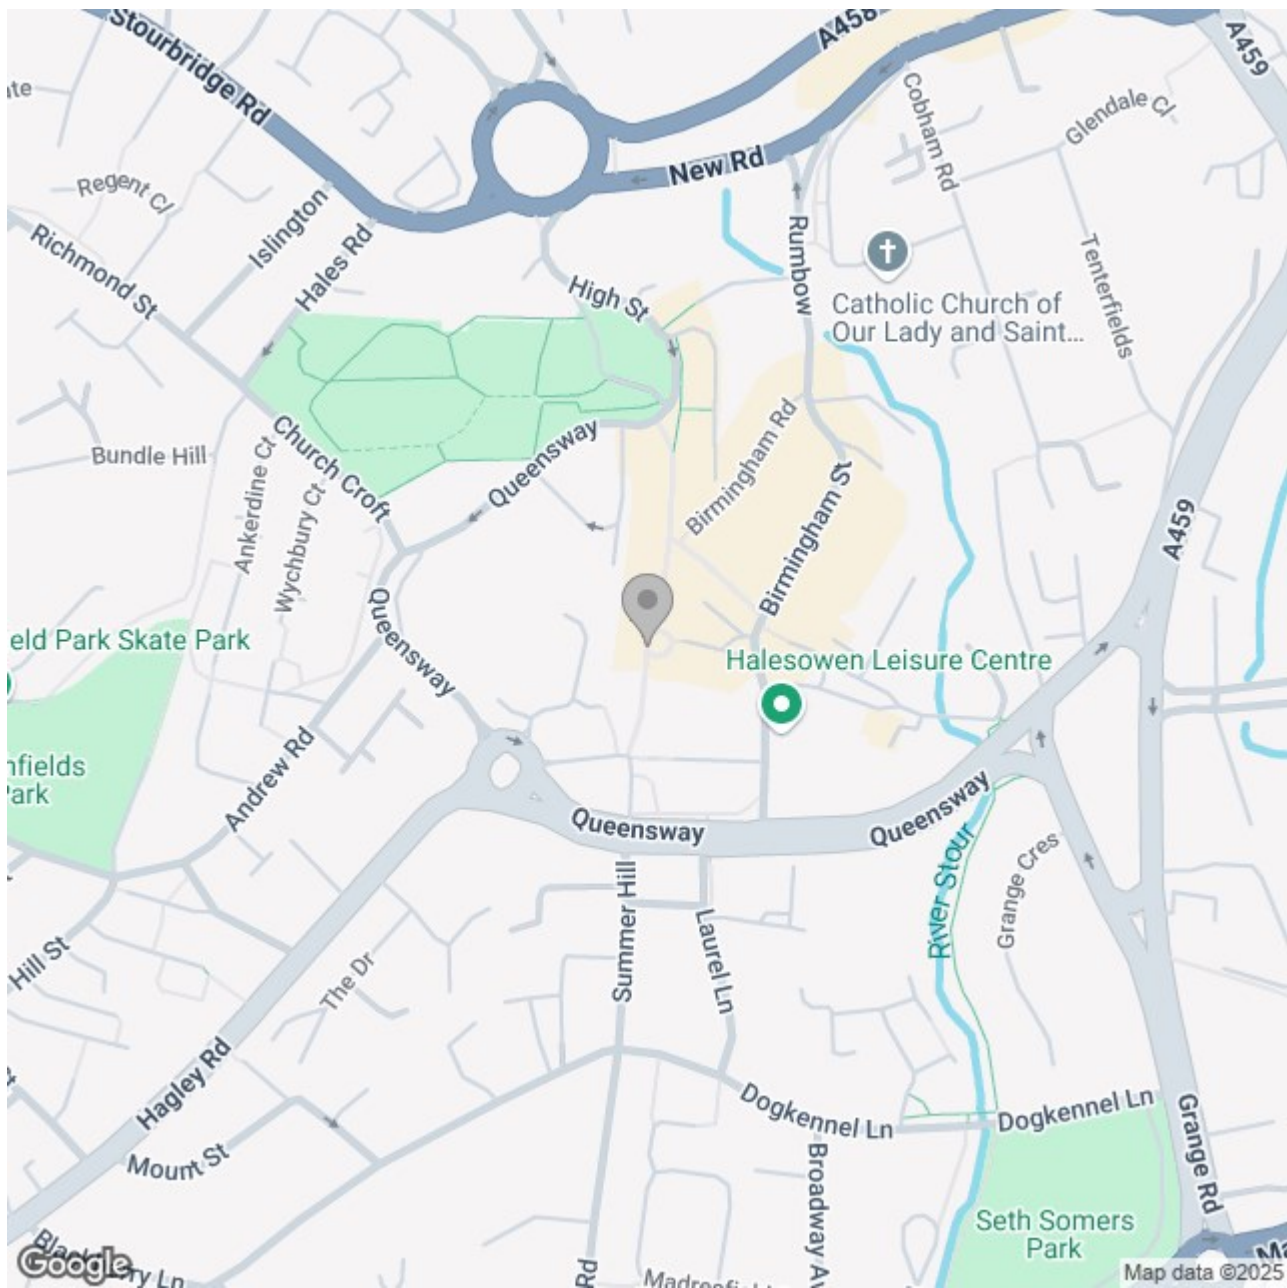 Stourbridge Rd
A458
A459
ate
Cobham Rd
Glendale Cl
New Rd
Regent Cl
Islington
Rumbow
Richmond St
Hales Rd
Tenterfields
High St
Catholic Church of
Our Lady and Saint...
Church Croft
Queensway
Birmingham Rd
Bundle Hill
Ankerdine Ct
Wychbury Ct
Birmingham St
A459
Queensway
eld Park Skate Park
Halesowen Leisure Centre
nfields
Park
Andrew Rd
Queensway
Queensway
River Stour
Grange Cres
Summer Hill
Laurel Ln
Hill St
The Dr
Hagley Rd
Dogkennel Ln
Dogkennel Ln
Grange Rd
Mount St
Broadway Av
Seth Somers
Park
Rd
Google
Map data ©2025